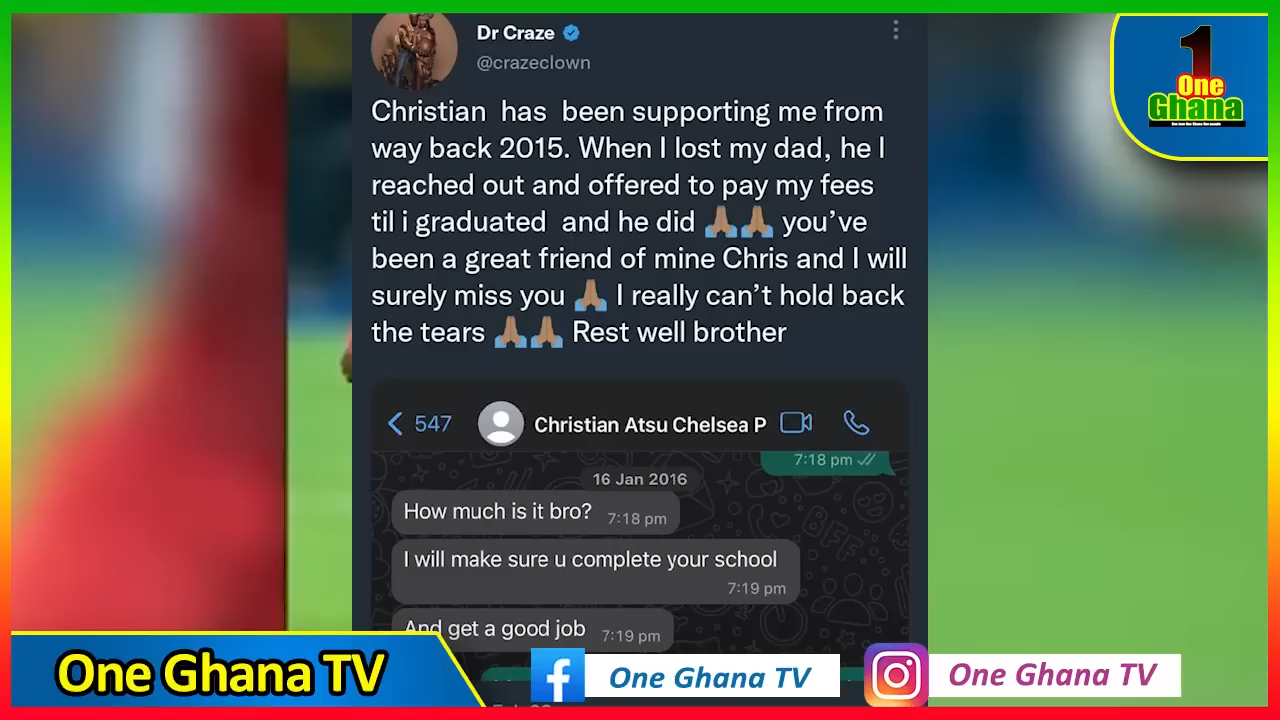 Dr Craze
@crazeclown
1
One
Ghana
Christian has been supporting me from
way back 2015. When I lost my dad, he I
reached out and offered to pay my fees
til i graduated and he did 🙏🏽🙏🏽 you’ve
been a great friend of mine Chris and I will
surely miss you 🙏🏽 I really can’t hold back
the tears 🙏🏽🙏🏽 Rest well brother
547 Christian Atsu Chelsea P
7:18 pm
16 Jan 2016
How much is it bro? 7:18 pm
I will make sure u complete your school
7:19 pm
And get a good job 7:19 pm
One Ghana TV
One Ghana TV
One Ghana TV